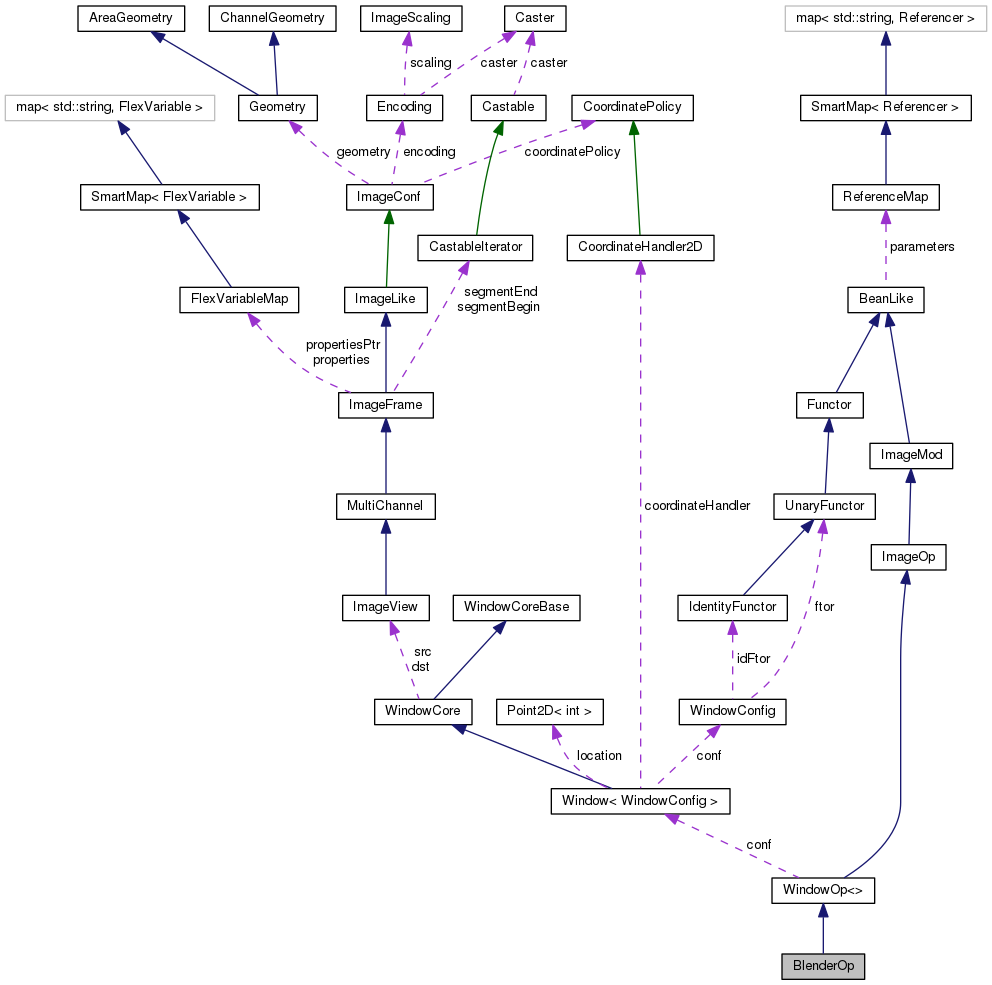 AreaGeometry
ChannelGeometry
ImageScaling
Caster
map< std::string, Referencer >
scaling
caster
caster
map< std::string, FlexVariable >
Geometry
Encoding
Castable
CoordinatePolicy
SmartMap< Referencer >
geometry
encoding
coordinatePolicy
SmartMap< FlexVariable >
ImageConf
ReferenceMap
CastableIterator
CoordinateHandler2D
parameters
segmentEnd
segmentBegin
FlexVariableMap
ImageLike
BeanLike
propertiesPtr
properties
ImageFrame
Functor
ImageMod
MultiChannel
coordinateHandler
UnaryFunctor
ImageOp
ImageView
WindowCoreBase
IdentityFunctor
ftor
src
dst
idFtor
WindowCore
Point2D< int >
WindowConfig
location
conf
Window< WindowConfig >
conf
WindowOp<>
BlenderOp